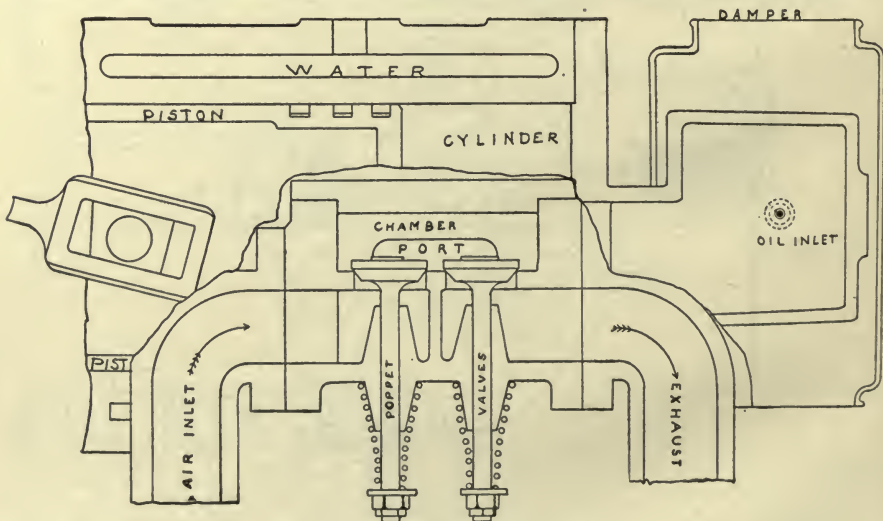 DAMPER
WATER
PISTON
CYLINDER
CHAMBER
PORT
OIL INLET
PIST
AIR INLET
POPPET
VALVES
EXHAUST